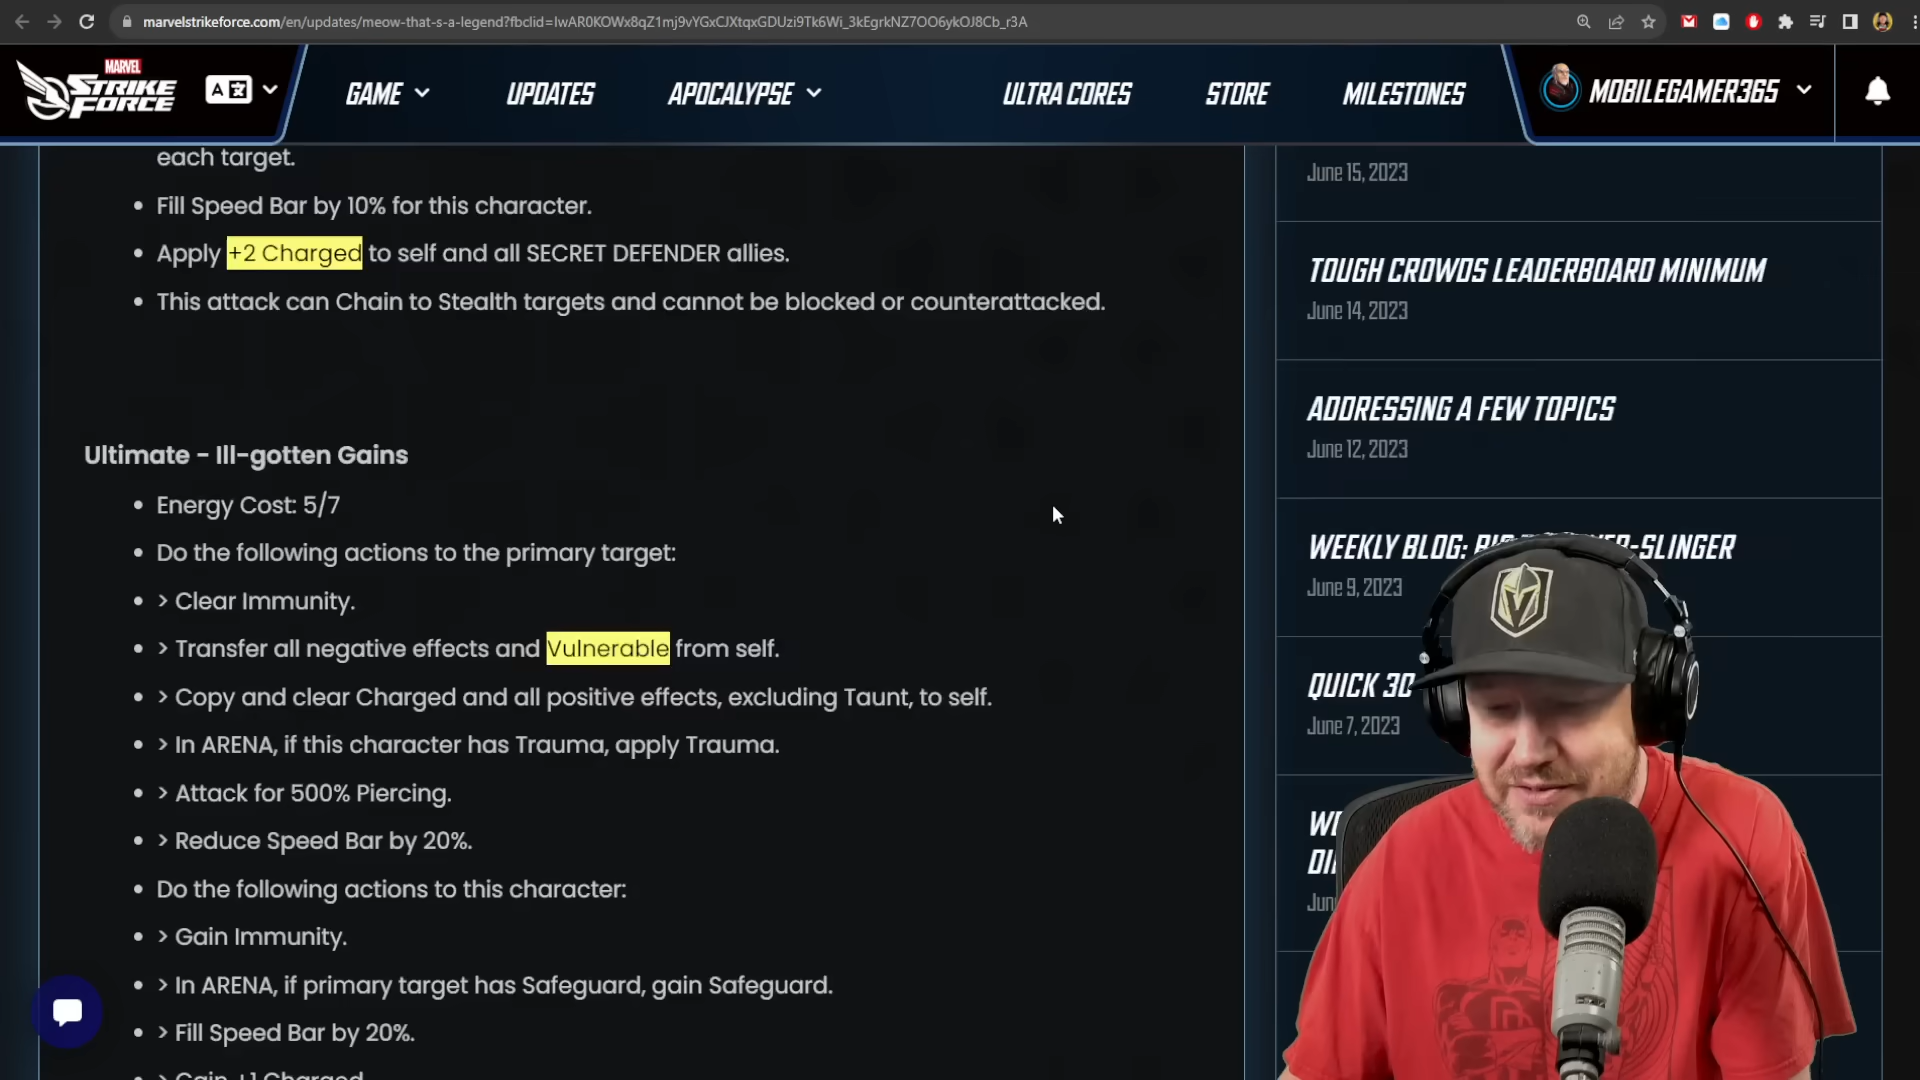 marvelstrikeforce.com/en/updates/meow-that-s-a-legend?fbclid=IwAR0KOWx8qZ1mj9vYGxCJXtqxGDUzi9Tk6Wi_3kEgrkNZ7OO6ykOJ8Cb_r3A
MARVEL
STRIKE
FORCE
A
GAME
UPDATES
APOCALYPSE
ULTRA CORES
STORE
MILESTONES
MOBILEGAMER365
each target.
Fill Speed Bar by 10% for this character.
Apply +2 Charged to self and all SECRET DEFENDER allies.
This attack can Chain to Stealth targets and cannot be blocked or counterattacked.
Ultimate - Ill-gotten Gains
Energy Cost: 5/7
Do the following actions to the primary target:
> Clear Immunity.
> Transfer all negative effects and Vulnerable from self.
> Copy and clear Charged and all positive effects, excluding Taunt, to self.
> In ARENA, if this character has Trauma, apply Trauma.
> Attack for 500% Piercing.
> Reduce Speed Bar by 20%.
Do the following actions to this character:
> Gain Immunity.
> In ARENA, if primary target has Safeguard, gain Safeguard.
> Fill Speed Bar by 20%.
> Gain +1 Charged
June 15, 2023
TOUGH CROWDS LEADERBOARD MINIMUM
June 14, 2023
ADDRESSING A FEW TOPICS
June 12, 2023
WEEKLY BLOG: -SLINGER
June 9, 2023
QUICK
June 7, 2023